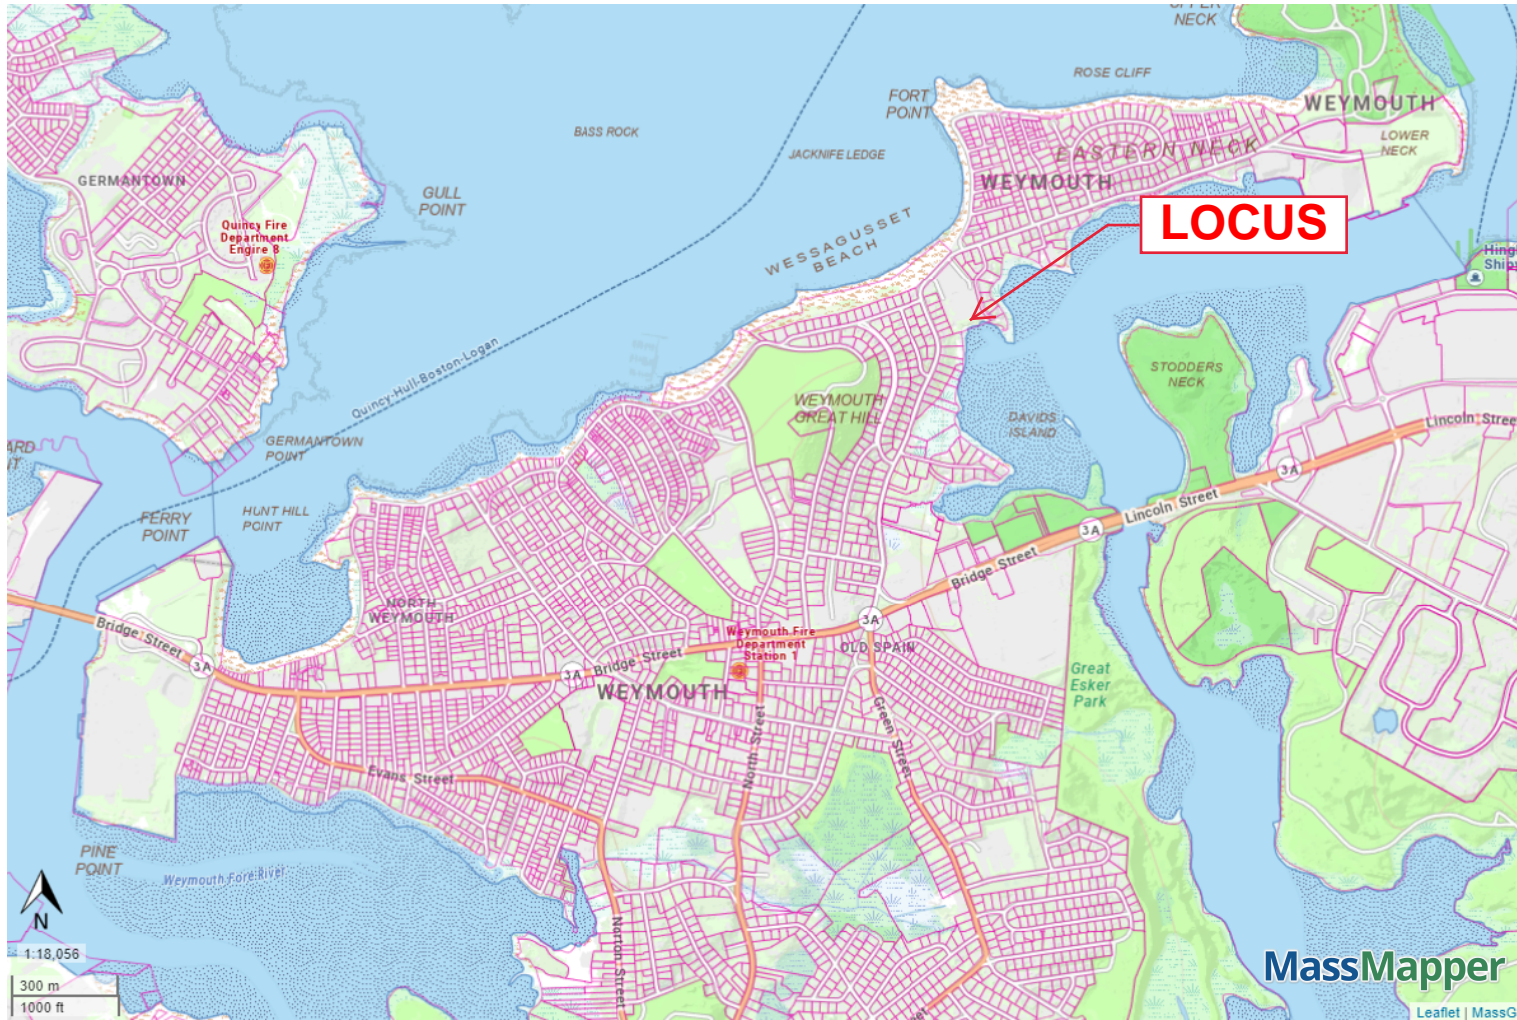 UPPER
NECK
ROSE CLIFF
FORT
POINT
WEYMOUTH
BASS ROCK
LOWER
NECK
EASTERN NECK
JACKNIFE LEDGE
GERMANTOWN
WEYMOUTH
GULL
POINT
LOCUS
Quincy Fire
Department
Engine 8
WESSAGUSSET
BEACH
Quincy-Hull-Boston-Logan
STODDERS
NECK
WEYMOUTH
GREAT HILL
DAVIDS
ISLAND
Lincoln Stree
GERMANTOWN
POINT
3A
Lincoln Street
HUNT HILL
POINT
FERRY
POINT
3A
Bridge Street
NORTH
WEYMOUTH
3A
Weymouth Fire
Department
Station 1
Bridge Street
OLD SPAIN
3A
Bridge Street
3A
WEYMOUTH
Great
Esker
Park
Green Street
North Street
Evans Street
PINE
POINT
Weymouth Fore River
N
Norton Street
1:18,056
MassMapper
300 m
1000 ft
Leaflet | MassG